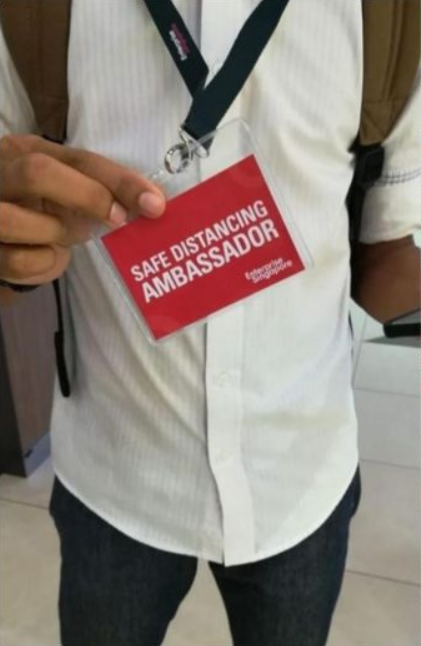 SAFE DISTANCING
AMBASSADOR
Enterprise
Singapore